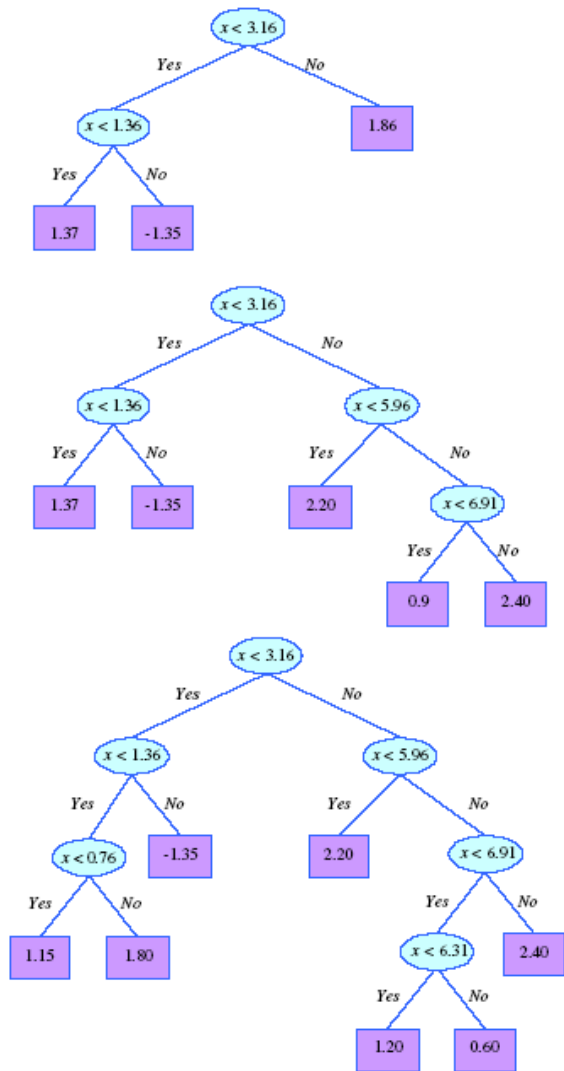 x < 3.16
Yes No
x < 1.36 1.86
Yes No
1.37 -1.35
x < 3.16
Yes No
x < 1.36 x < 5.96
Yes No Yes No
1.37 -1.35 2.20 x < 6.91
Yes No
0.9 2.40
x < 3.16
Yes No
x < 1.36 x < 5.96
Yes No Yes No
x < 0.76 -1.35 2.20 x < 6.91
Yes No Yes No
1.15 1.80 x < 6.31 2.40
Yes No
1.20 0.60